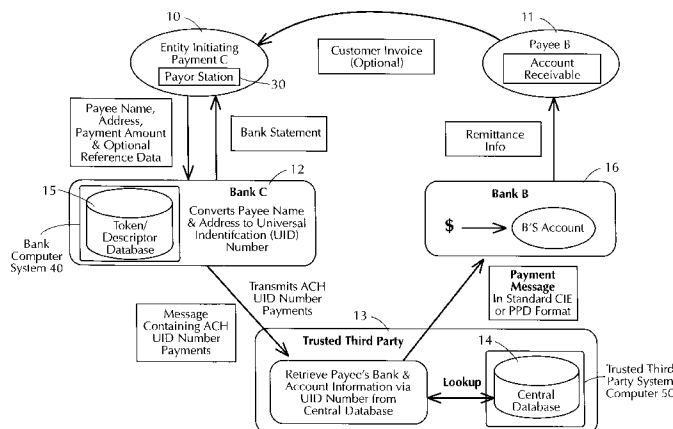 10
11
Entity Initiating
Payment C
Payor Station
30
Customer Invoice
(Optional)
Payee B
Account
Receivable
Payee Name,
Address,
Payment Amount
& Optional
Reference Data
Bank Statement
Remittance
Info
12
16
15
Bank C
Converts Payee Name
& Address to Universal
Indentifcation (UID)
Number
Token/
Descriptor
Database
Bank
Computer
System 40
Bank B
$
B'S Account
Transmits ACH
UID Number
Payments
Message
Containing ACH
UID Number
Payments
Payment
Message
In Standard CIE
or PPD Format
13
Trusted Third Party
14
Retrieve Payee's Bank &
Account Information via
UID Number from
Central Database
Lookup
Central
Database
Trusted Third
Party System
Computer 50